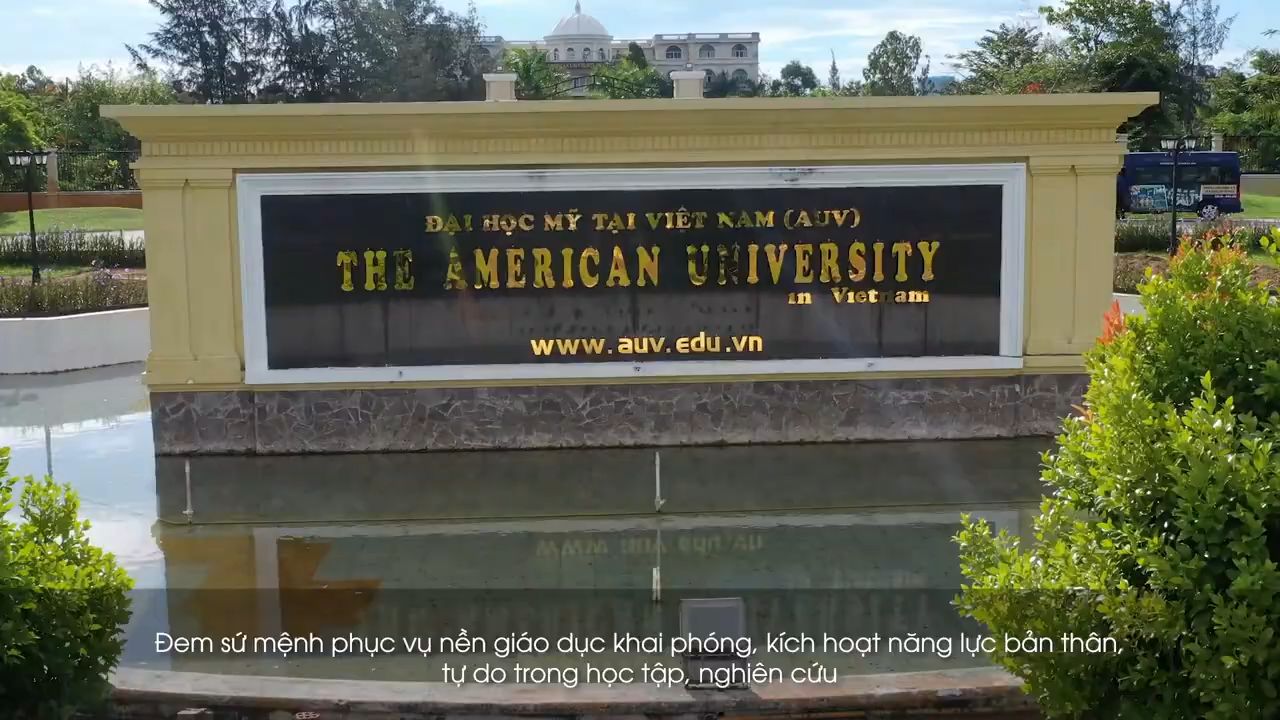 ĐẠI HỌC MỸ TẠI VIỆT NAM (AUV)
THE AMERICAN UNIVERSITY
in Vietnam
www.auv.edu.vn
Đem sứ mệnh phục vụ nền giáo dục khai phóng, kích hoạt năng lực bản thân,
tự do trong học tập, nghiên cứu